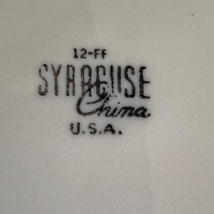 12-FF
SYRACUSE
China
U.S.A.